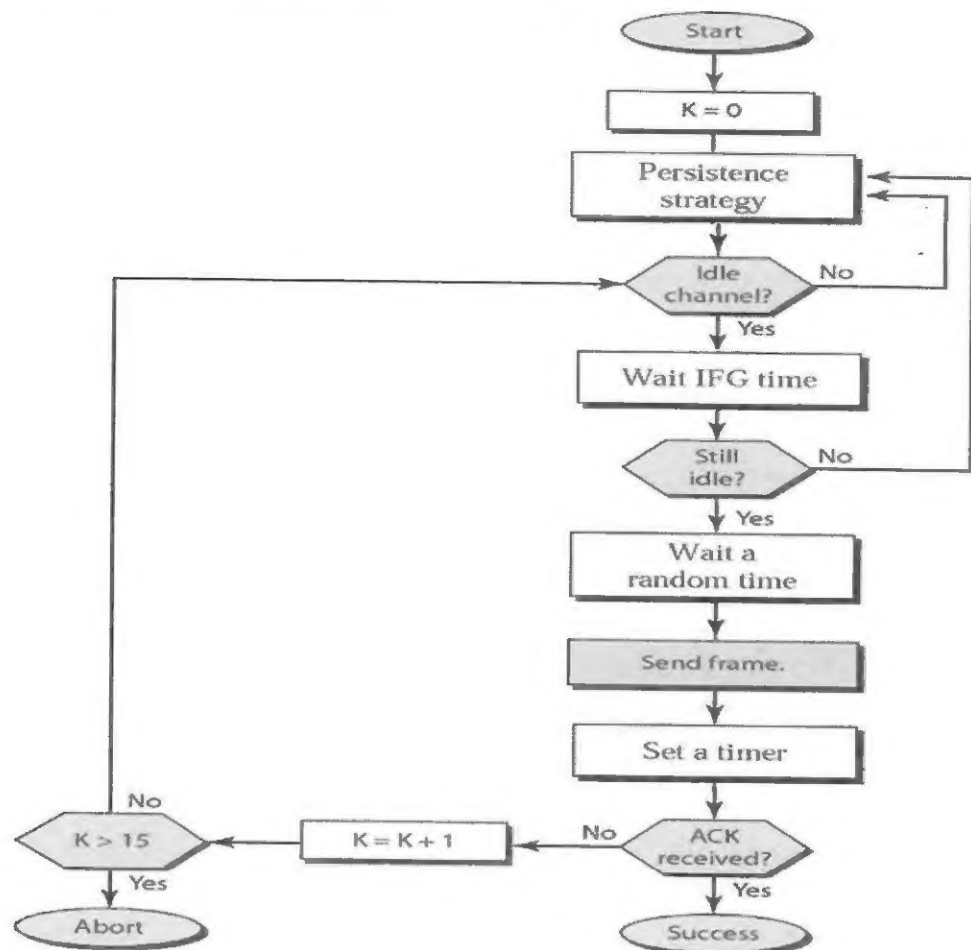 Start
K = 0
Persistence
strategy
Idle
channel?
No
Yes
Wait IFG time
Still
idle?
No
Yes
Wait a
random time
Send frame.
Set a timer
ACK
received?
No
Yes
K = K + 1
K > 15
No
Yes
Abort
Success